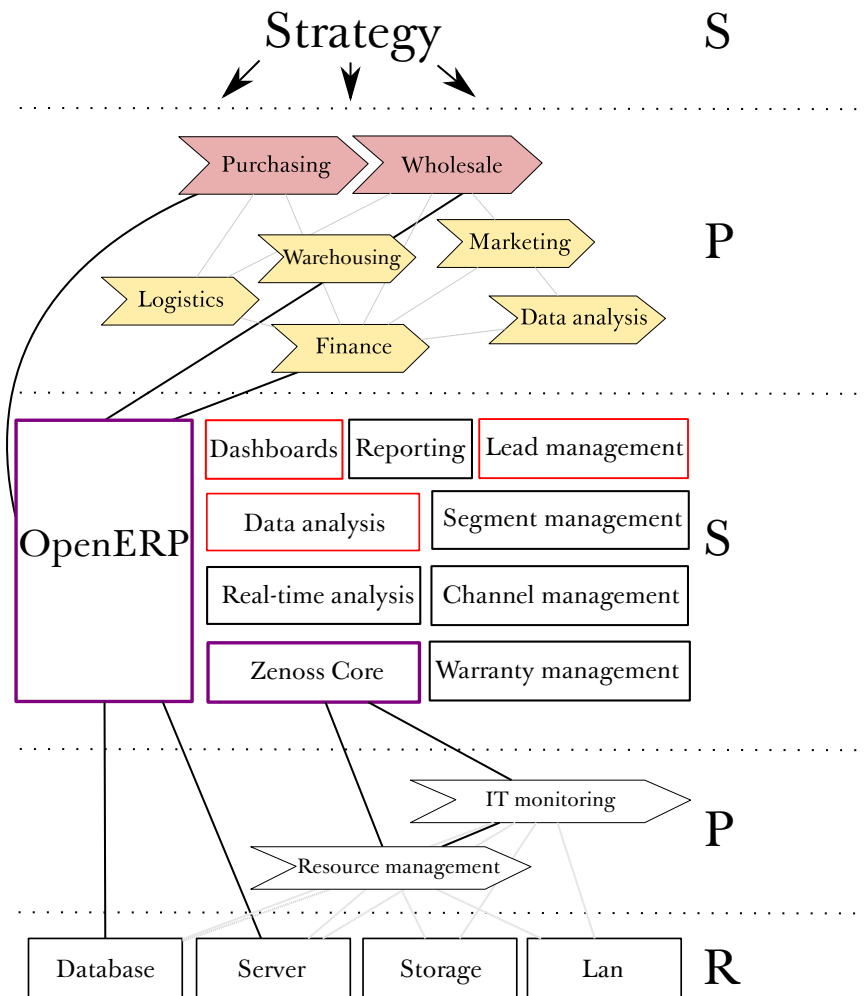 Strategy
S
Purchasing
Wholesale
Warehousing
Marketing
P
Logistics
Data analysis
Finance
OpenERP
Dashboards
Reporting
Lead management
Data analysis
Segment management
S
Real-time analysis
Channel management
Zenoss Core
Warranty management
IT monitoring
P
Resource management
Database
Server
Storage
Lan
R